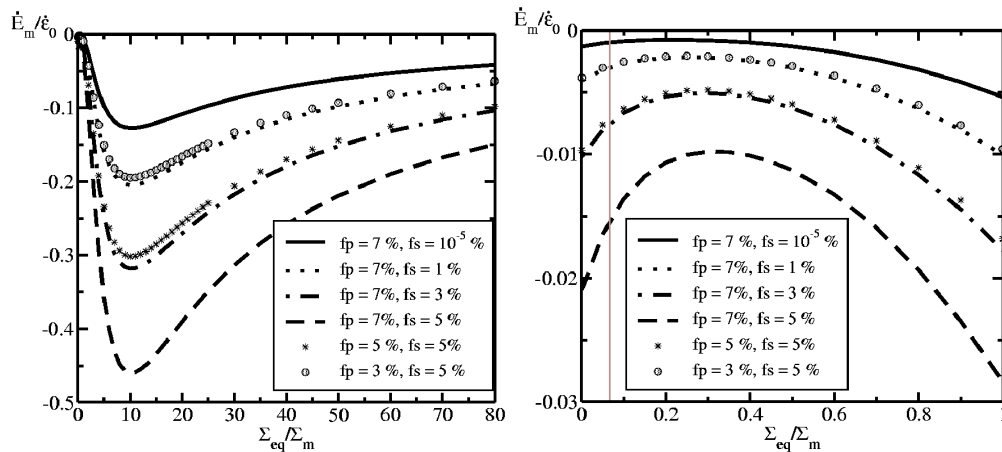 Ė_m/ε̇_0
0
-0.1
-0.2
-0.3
-0.4
-0.5
0 10 20 30 40 50 60 70 80
Σ_eq/Σ_m
fp = 7 %, fs = 10^-5 %
fp = 7%, fs = 1 %
fp = 7%, fs = 3 %
fp = 7%, fs = 5 %
fp = 5 %, fs = 5%
fp = 3 %, fs = 5 %
Ė_m/ε̇_0
0
-0.01
-0.02
-0.03
0 0.2 0.4 0.6 0.8 1
Σ_eq/Σ_m
fp = 7 %, fs = 10^-5 %
fp = 7%, fs = 1 %
fp = 7%, fs = 3 %
fp = 7%, fs = 5 %
fp = 5 %, fs = 5%
fp = 3 %, fs = 5 %